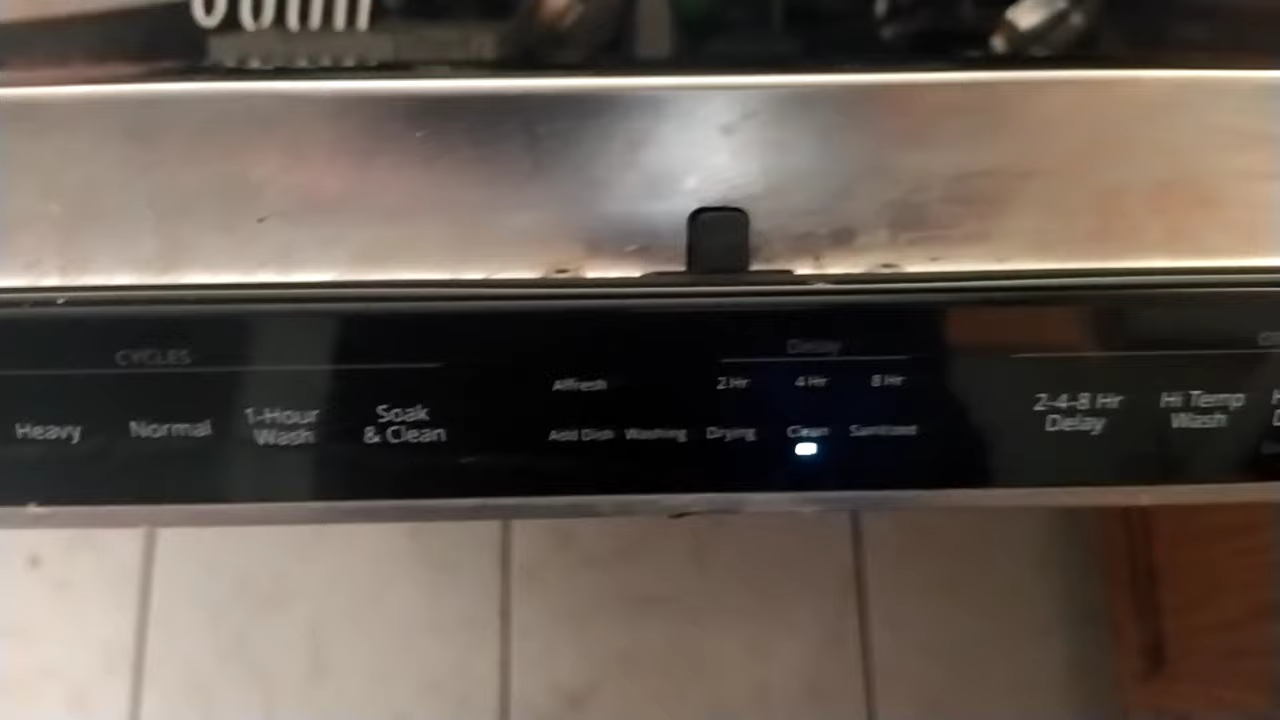 CYCLES
Heavy
Normal
1-Hour
Wash
Soak
& Clean
Affresh
Delay
2 Hr
4 Hr
8 Hr
Add Dish
Washing
Drying
Clean
Sanitized
2-4-8 Hr
Delay
Hi Temp
Wash